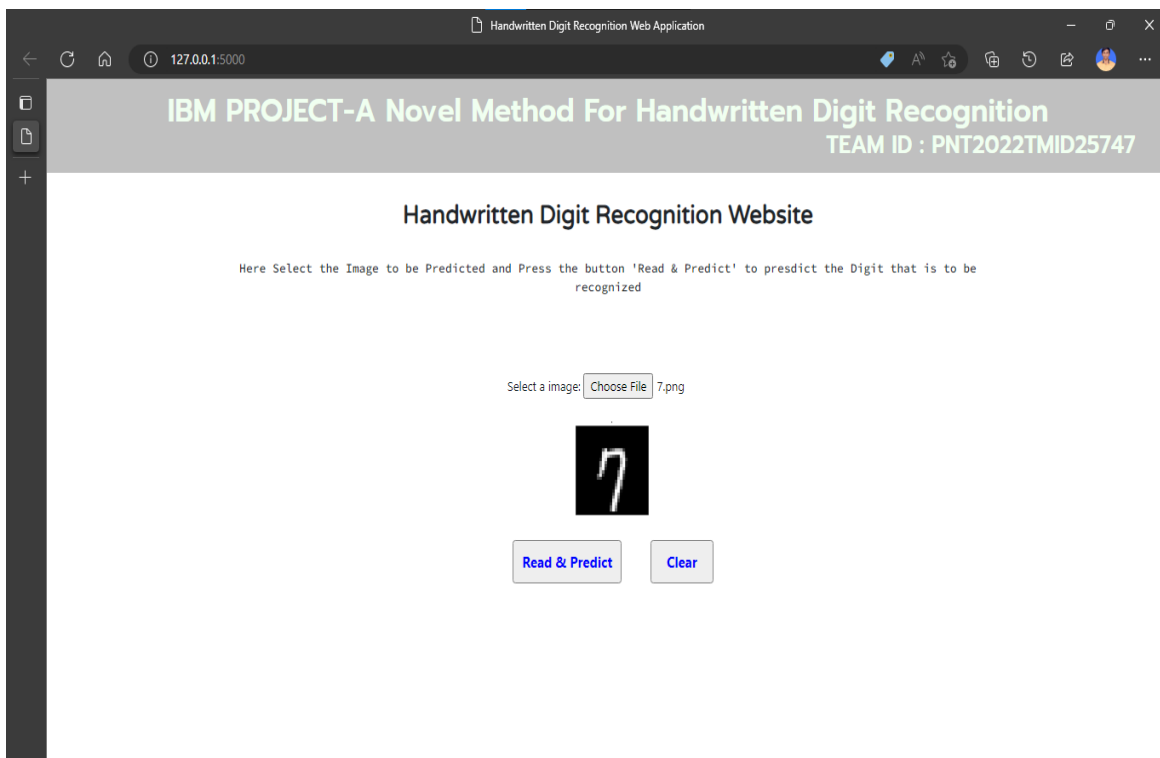 Handwritten Digit Recognition Web Application
127.0.0.1:5000
IBM PROJECT-A Novel Method For Handwritten Digit Recognition
TEAM ID : PNT2022TMID25747
Handwritten Digit Recognition Website
Here Select the Image to be Predicted and Press the button 'Read & Predict' to presdict the Digit that is to be
recognized
Select a image: Choose File 7.png
7
Read & Predict Clear